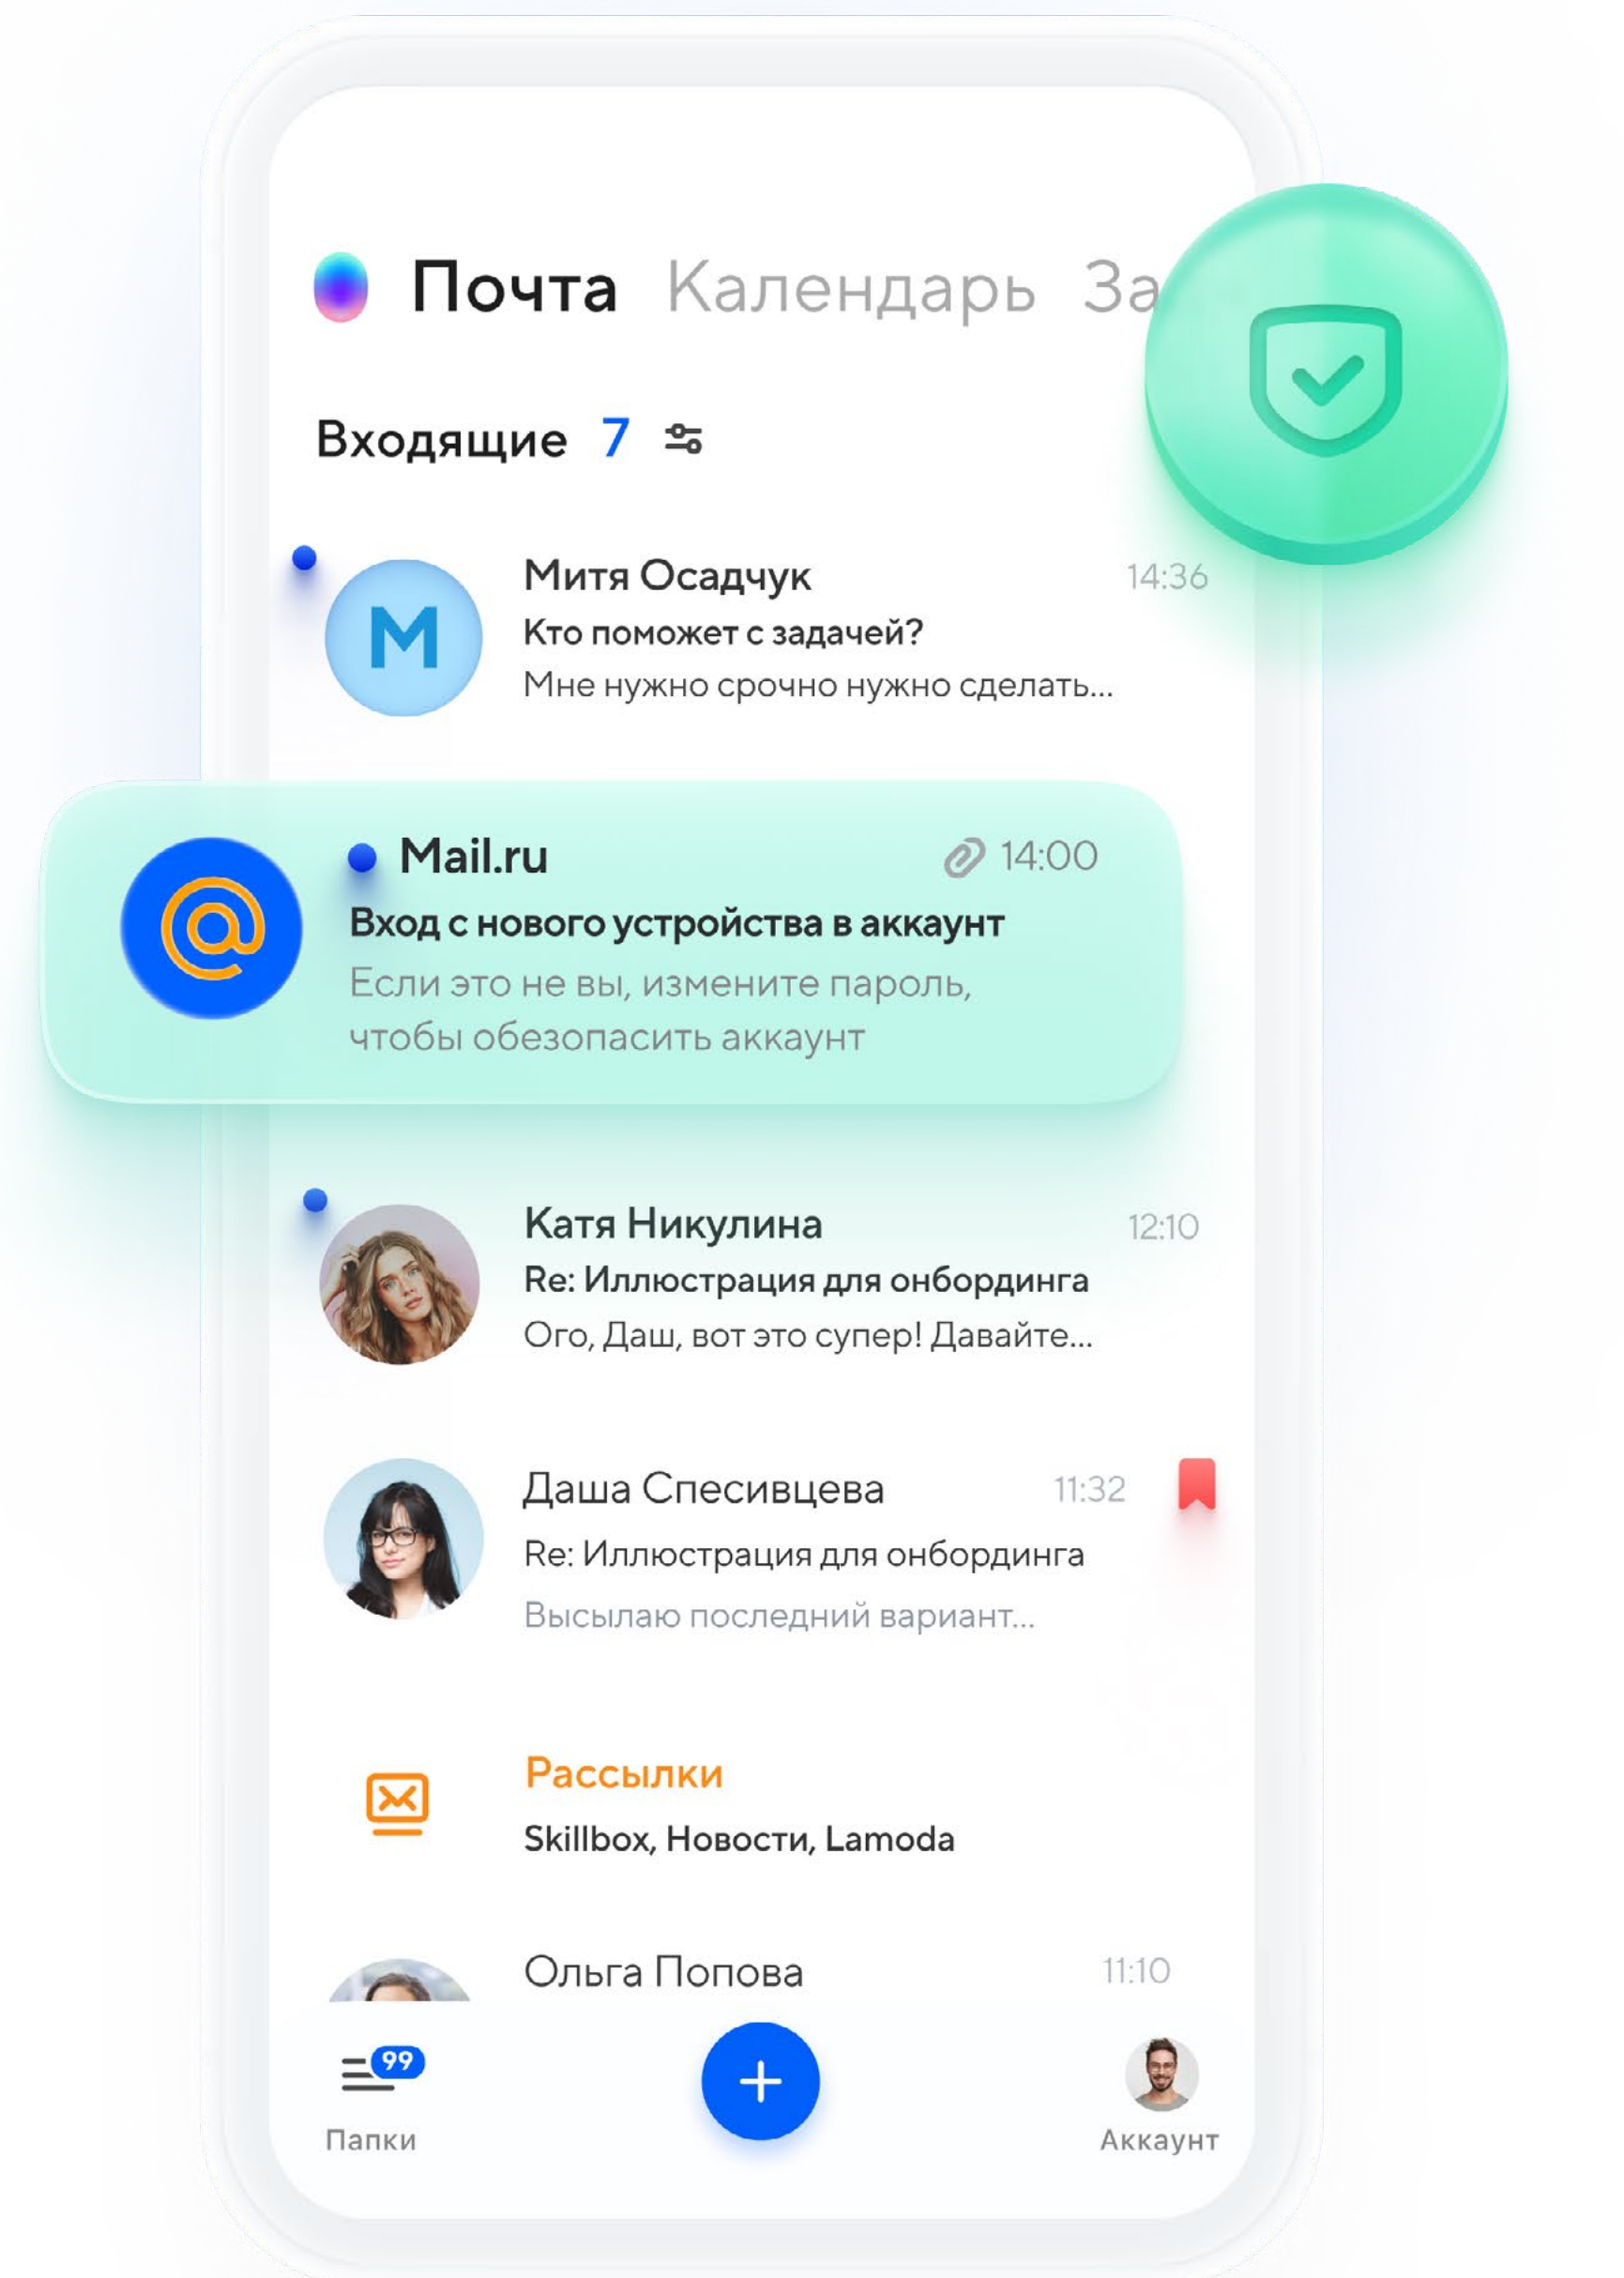 Почта Календарь За
Входящие 7
Митя Осадчук 14:36
М
Кто поможет с задачей?
Мне нужно срочно нужно сделать...
Mail.ru 14:00
@
Вход с нового устройства в аккаунт
Если это не вы, измените пароль,
чтобы обезопасить аккаунт
Катя Никулина 12:10
Re: Иллюстрация для онбординга
Ого, Даш, вот это супер! Давайте...
Даша Спесивцева 11:32
Re: Иллюстрация для онбординга
Высылаю последний вариант...
Рассылки
Skillbox, Новости, Lamoda
Ольга Попова 11:10
99
Папки Аккаунт